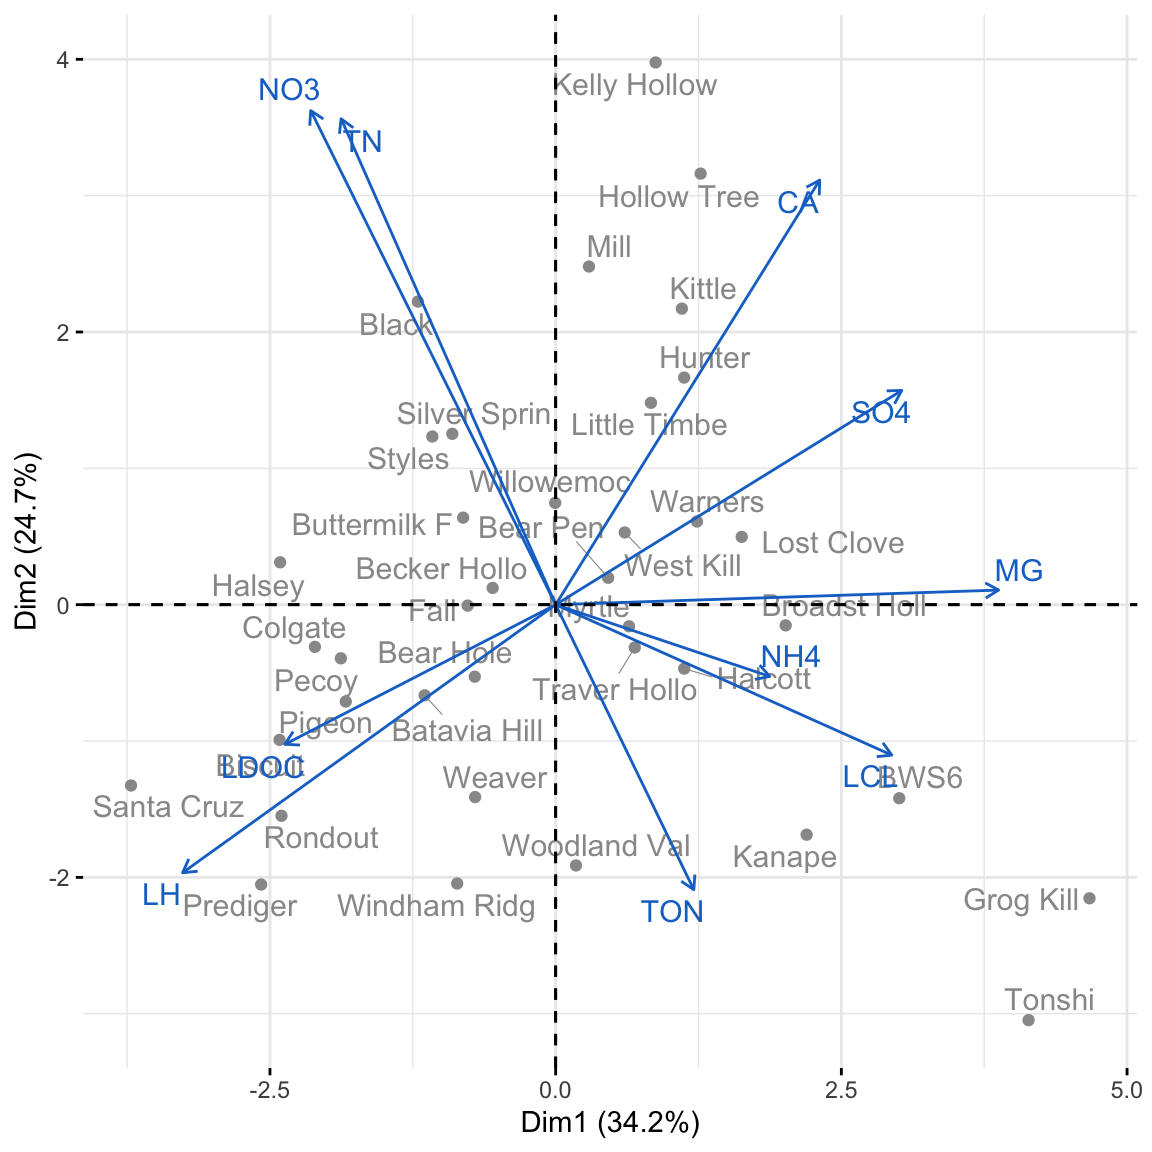 4
NO3
Kelly Hollow
TN
Hollow Tree
CA
Mill
Kittle
2
Black
Hunter
SO4
Silver Sprin
Little Timbe
Styles
Willowemoc
Warners
Buttermilk F
Bear Pen
Lost Clove
West Kill
Becker Hollo
MG
Halsey
0
Fall
Myrtle
Broadst Holl
Colgate
Bear Hole
NH4
Pecoy
Traver Hollo
Halcott
Pigeon
Batavia Hill
Biscuit
LDOC
Weaver
LCL
BWS6
Santa Cruz
Rondout
Woodland Val
Kanape
-2
LH
Prediger
Windham Ridg
TON
Grog Kill
Tonshi
-2.5
0.0
2.5
5.0
Dim1 (34.2%)
Dim2 (24.7%)